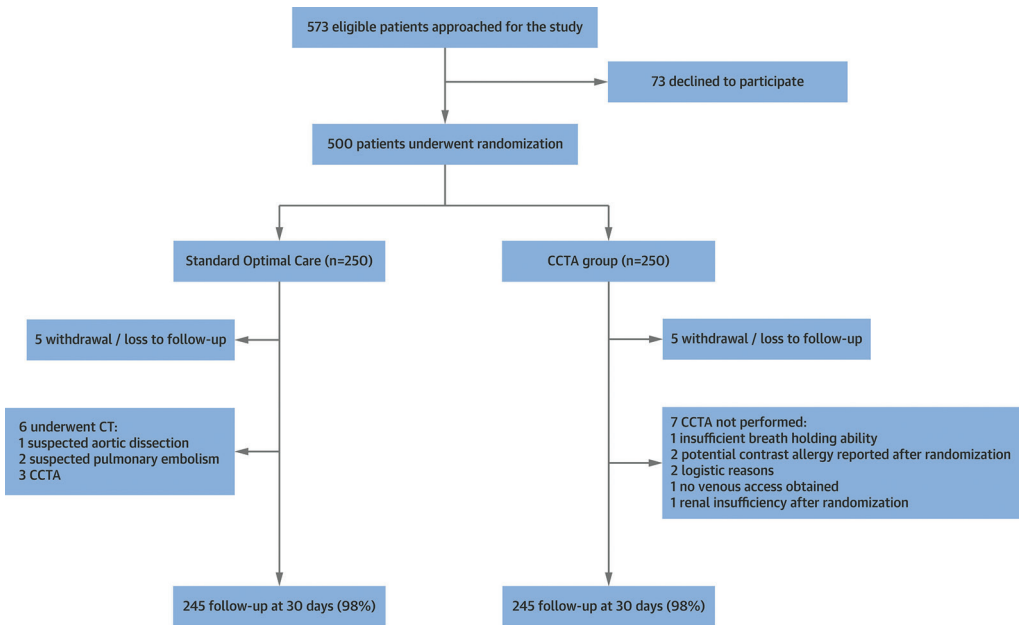 573 eligible patients approached for the study
73 declined to participate
500 patients underwent randomization
Standard Optimal Care (n=250)
CCTA group (n=250)
5 withdrawal / loss to follow-up
5 withdrawal / loss to follow-up
6 underwent CT:
1 suspected aortic dissection
2 suspected pulmonary embolism
3 CCTA
7 CCTA not performed:
1 insufficient breath holding ability
2 potential contrast allergy reported after randomization
2 logistic reasons
1 no venous access obtained
1 renal insufficiency after randomization
245 follow-up at 30 days (98%)
245 follow-up at 30 days (98%)